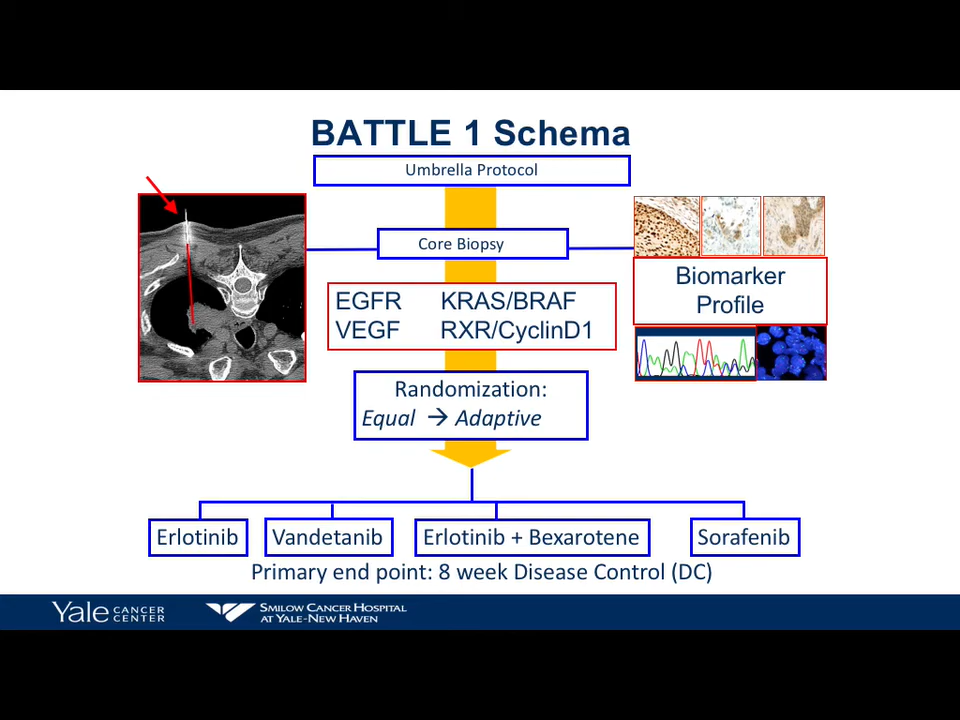 BATTLE 1 Schema
Umbrella Protocol
Core Biopsy
EGFR KRAS/BRAF
VEGF RXR/CyclinD1
Biomarker
Profile
Randomization:
Equal → Adaptive
Erlotinib
Vandetanib
Erlotinib + Bexarotene
Sorafenib
Primary end point: 8 week Disease Control (DC)
Yale CANCER
CENTER
SMILOW CANCER HOSPITAL
AT YALE-NEW HAVEN